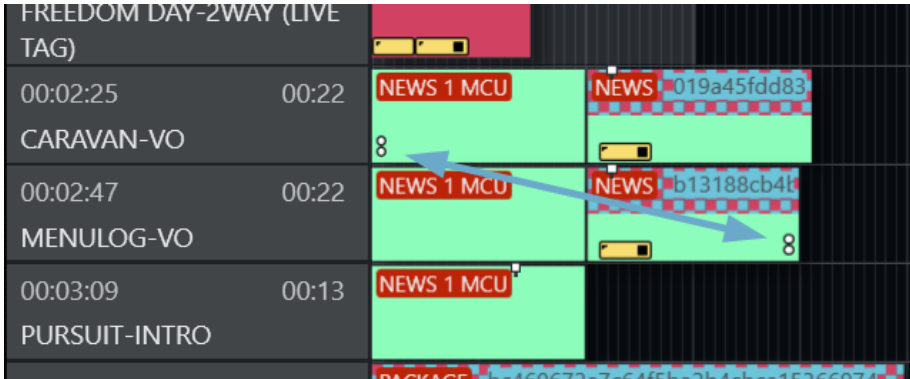 FREEDOM DAY-2WAY (LIVE
TAG)
00:02:25 00:22
CARAVAN-VO
NEWS 1 MCU
NEWS 019a45fdd83
00:02:47 00:22
MENULOG-VO
NEWS 1 MCU
NEWS b13188cb4b
00:03:09 00:13
PURSUIT-INTRO
NEWS 1 MCU
PACKAGE